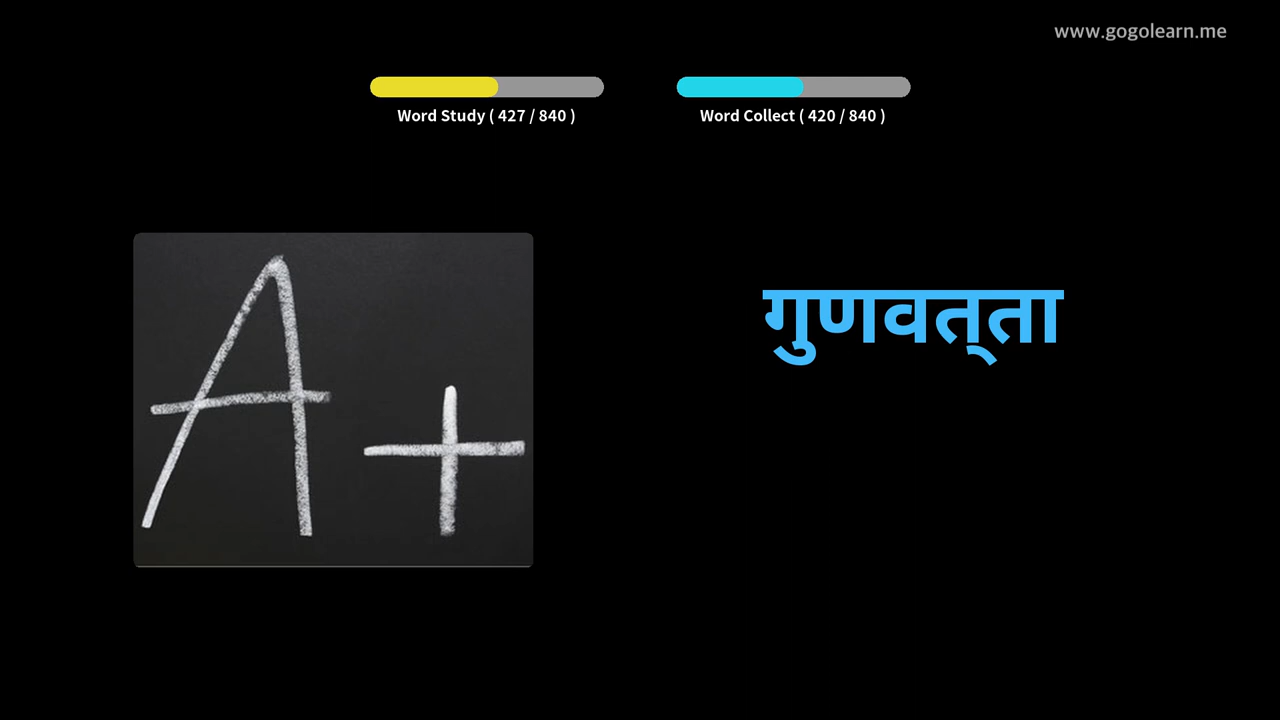 www.gogolearn.me
Word Study ( 427 / 840 )
Word Collect ( 420 / 840 )
A+
गुणवत्‌ता